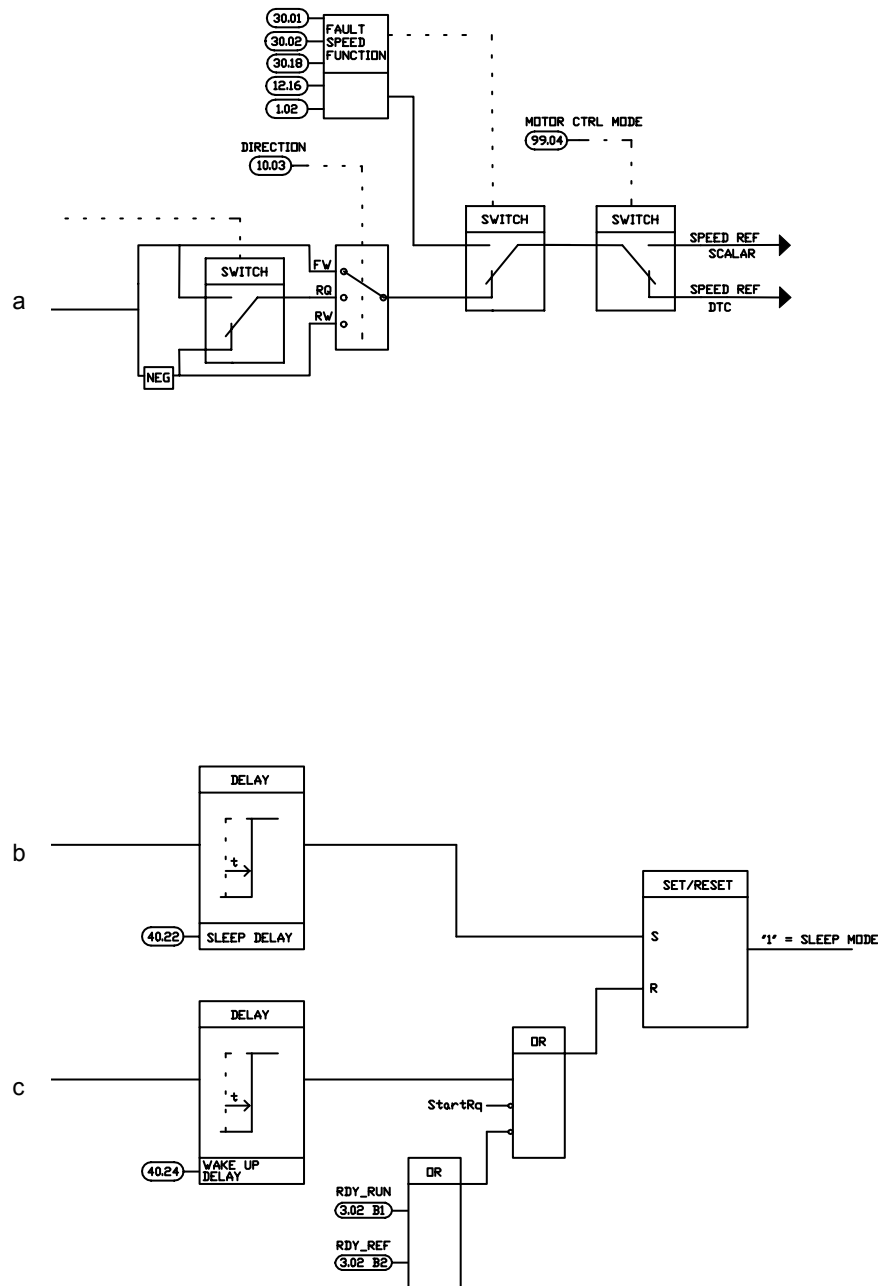 30.01
30.02
30.18
12.16
1.02
FAULT
SPEED
FUNCTION
MOTOR CTRL MODE
99.04
DIRECTION
10.03
SWITCH
SWITCH
SPEED REF
SCALAR
SPEED REF
DTC
a
SWITCH
FW
RQ
RW
NEG
b
DELAY
t
40.22
SLEEP DELAY
SET/RESET
S
R
"1" = SLEEP MODE
c
DELAY
t
40.24
WAKE UP
DELAY
OR
StartRq
OR
RDY_RUN
3.02 B1
RDY_REF
3.02 B2